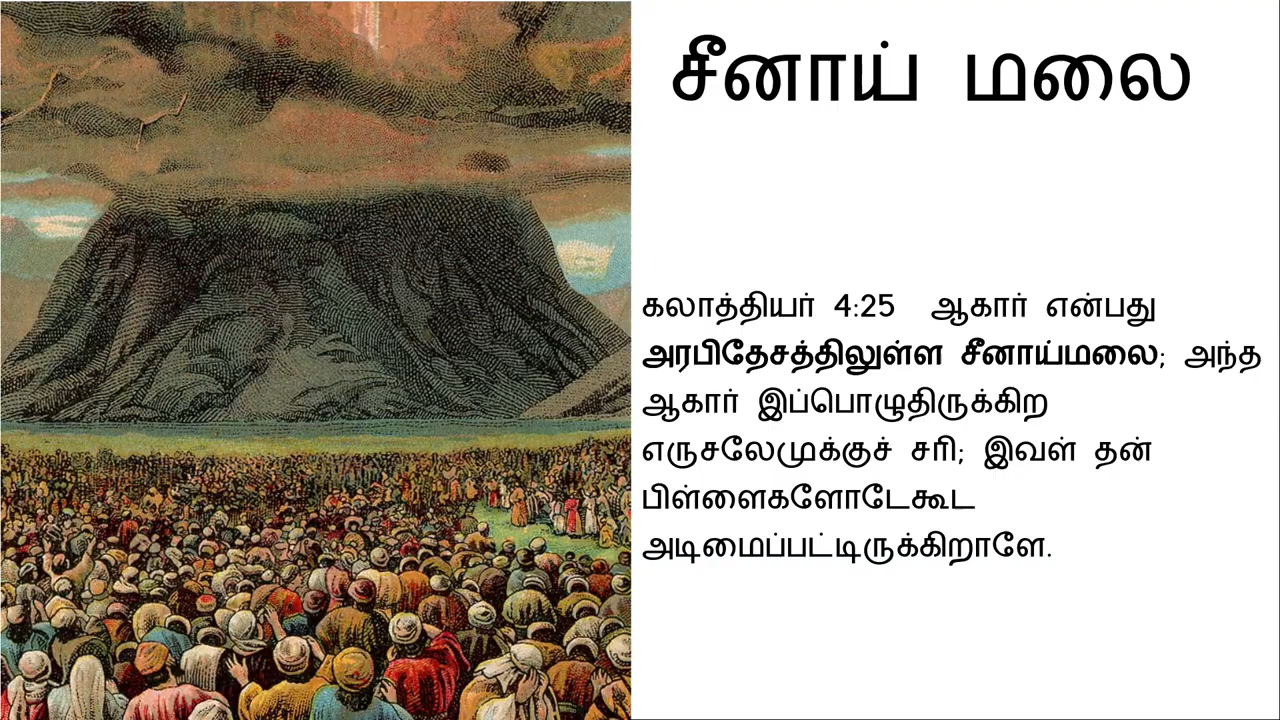 சீனாய் மலை
கலாத்தியர் 4:25 ஆகார் என்பது
அரபிதேசத்திலுள்ள சீனாய்மலை; அந்த
ஆகார் இப்பொழுதிருக்கிற
எருசலேமுக்குச் சரி; இவள் தன்
பிள்ளைகளோடேகூட
அடிமைப்பட்டிருக்கிறாளே.